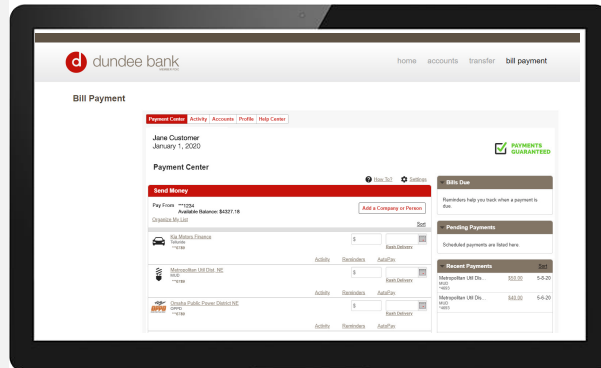 d dundee bank
home accounts transfer bill payment
Bill Payment
Payment Center Activity Accounts Profile Help Center
Jane Customer
January 1, 2020
PAYMENTS
GUARANTEED
Payment Center
How To? Settings
Send Money
Pay From **1234
Available Balance: $4327.18
Add a Company or Person
Organize My List
Sort
Kia Motors Finance
$
Rush Delivery
Activity Reminders AutoPay
Metropolitan Util Dist. NE
MUD
$
Rush Delivery
Activity Reminders AutoPay
OPPD
Omaha Public Power District NE
OPPD
$
Rush Delivery
Activity Reminders AutoPay
Bills Due
Reminders help you track when a payment is
due.
Pending Payments
Scheduled payments are listed here.
Recent Payments Sort
Metropolitan Util Dis... $50.00 5-8-20
MUD
Metropolitan Util Dis... $40.00 5-6-20
MUD